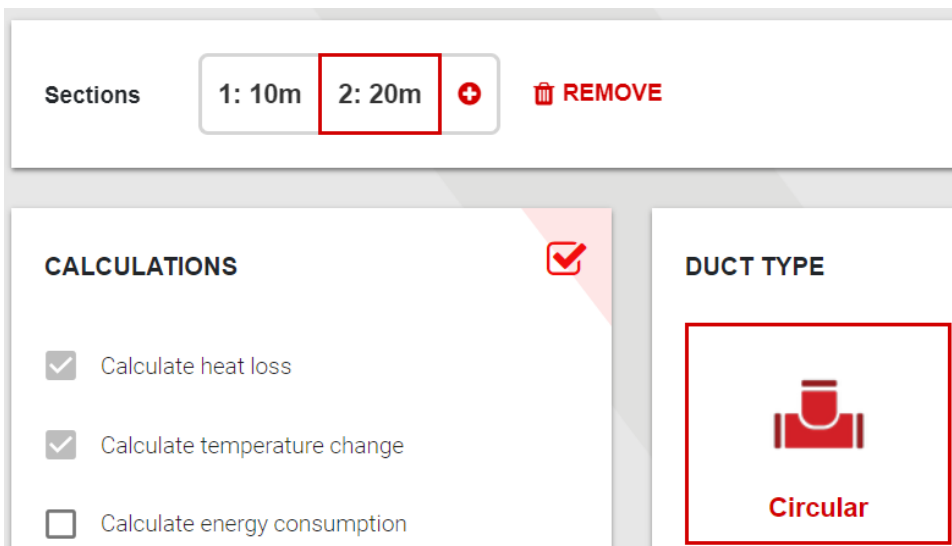 Sections 1: 10m 2: 20m REMOVE
CALCULATIONS
Calculate heat loss
Calculate temperature change
Calculate energy consumption
DUCT TYPE
Circular